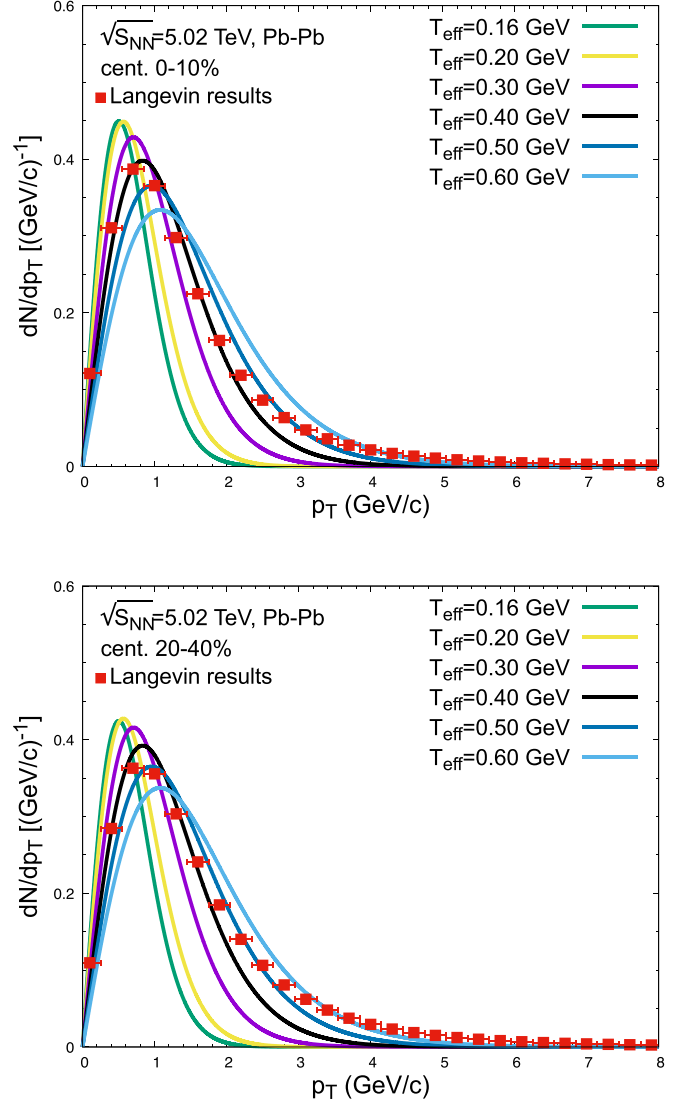 0.6
0.4
0.2
0
√S_NN=5.02 TeV, Pb-Pb
cent. 0-10%
Langevin results
T_eff=0.16 GeV
T_eff=0.20 GeV
T_eff=0.30 GeV
T_eff=0.40 GeV
T_eff=0.50 GeV
T_eff=0.60 GeV
dN/dp_T [(GeV/c)^-1]
0 1 2 3 4 5 6 7 8
p_T (GeV/c)
0.6
0.4
0.2
0
√S_NN=5.02 TeV, Pb-Pb
cent. 20-40%
Langevin results
T_eff=0.16 GeV
T_eff=0.20 GeV
T_eff=0.30 GeV
T_eff=0.40 GeV
T_eff=0.50 GeV
T_eff=0.60 GeV
dN/dp_T [(GeV/c)^-1]
0 1 2 3 4 5 6 7 8
p_T (GeV/c)